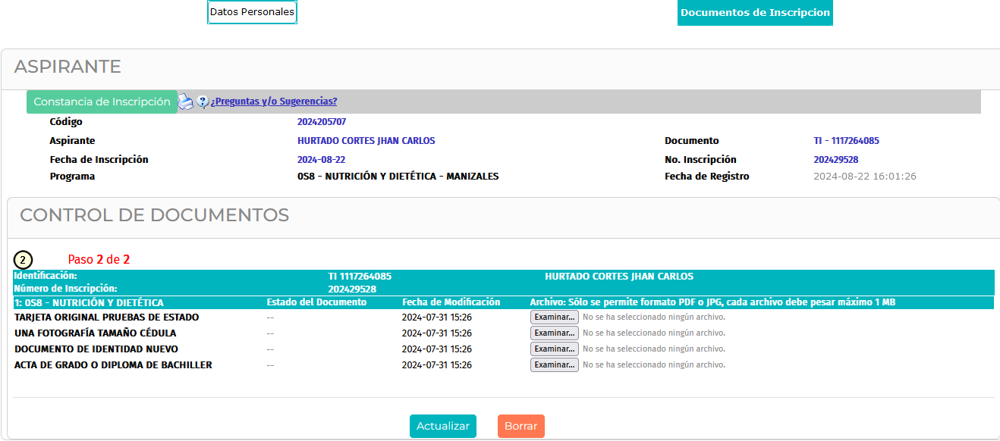 Datos Personales Documentos de Inscripcion
ASPIRANTE
Constancia de Inscripción ? ¿Preguntas y/o Sugerencias?
Código 2024205707
Aspirante HURTADO CORTES JHAN CARLOS Documento TI - 1117264085
Fecha de Inscripción 2024-08-22 No. Inscripción 202429528
Programa 0S8 - NUTRICIÓN Y DIETÉTICA - MANIZALES Fecha de Registro 2024-08-22 16:01:26
CONTROL DE DOCUMENTOS
2 Paso 2 de 2
Identificación: TI 1117264085 HURTADO CORTES JHAN CARLOS
Número de Inscripción: 202429528
1: 0S8 - NUTRICIÓN Y DIETÉTICA Estado del Documento Fecha de Modificación Archivo: Sólo se permite formato PDF o JPG, cada archivo debe pesar máximo 1 MB
TARJETA ORIGINAL PRUEBAS DE ESTADO -- 2024-07-31 15:26 Examinar... No se ha seleccionado ningún archivo.
UNA FOTOGRAFÍA TAMAÑO CÉDULA -- 2024-07-31 15:26 Examinar... No se ha seleccionado ningún archivo.
DOCUMENTO DE IDENTIDAD NUEVO -- 2024-07-31 15:26 Examinar... No se ha seleccionado ningún archivo.
ACTA DE GRADO O DIPLOMA DE BACHILLER -- 2024-07-31 15:26 Examinar... No se ha seleccionado ningún archivo.
Actualizar Borrar